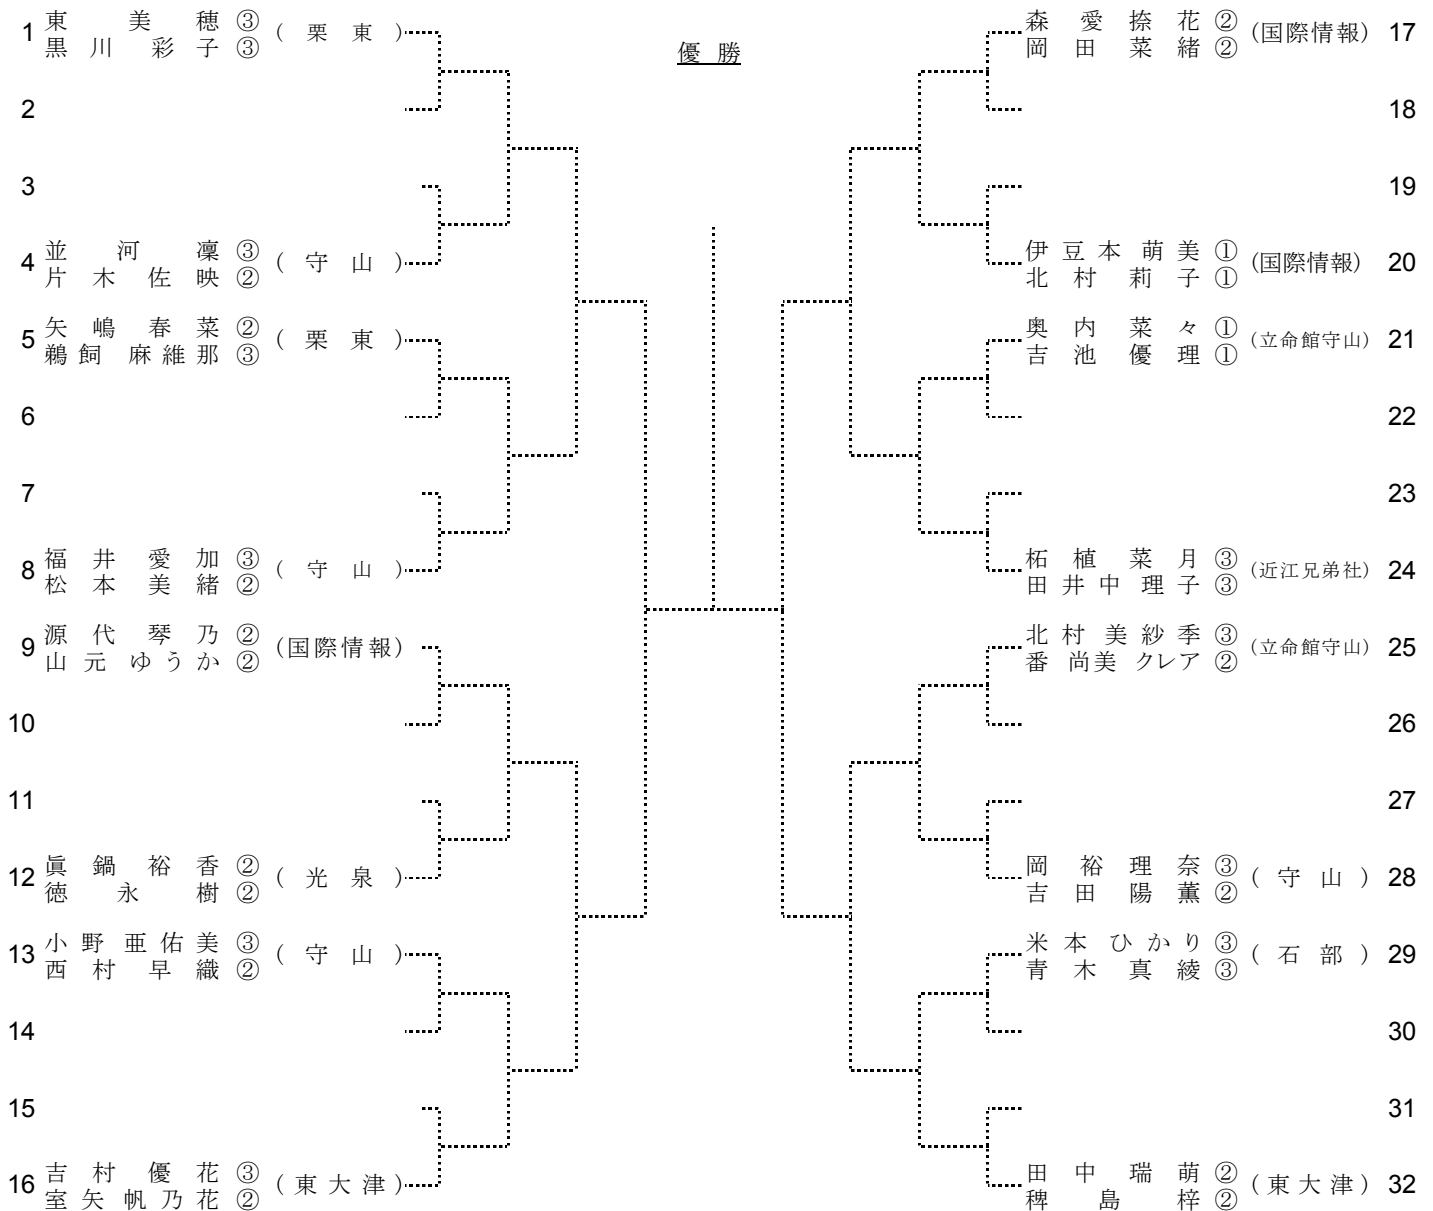 優 勝
1 東 美 穂 ③ ( 栗 東 )
黒 川 彩 子 ③
2
3
4 並 河 凜 ③ ( 守 山 )
片 木 佐 映 ②
5 矢 嶋 春 菜 ② ( 栗 東 )
鵜 飼 麻 維 那 ③
6
7
8 福 井 愛 加 ③ ( 守 山 )
松 本 美 緒 ②
9 源 代 琴 乃 ② (国際情報)
山 元 ゆ う か ②
10
11
12 眞 鍋 裕 香 ② ( 光 泉 )
徳 永 樹 ②
13 小 野 亜 佑 美 ③ ( 守 山 )
西 村 早 織 ②
14
15
16 吉 村 優 花 ③ ( 東 大 津 )
室 矢 帆 乃 花 ②
森 愛 捺 花 ② (国際情報) 17
岡 田 菜 緒 ②
18
19
伊 豆 本 萌 美 ① (国際情報) 20
北 村 莉 子 ①
奥 内 菜 々 ① (立命館守山) 21
吉 池 優 理 ①
22
23
柘 植 菜 月 ③ (近江兄弟社) 24
田 井 中 理 子 ③
北 村 美 紗 季 ③ (立命館守山) 25
番 尚美 クレア ②
26
27
岡 裕 理 奈 ③ ( 守 山 ) 28
吉 田 陽 薫 ②
米 本 ひ か り ③ ( 石 部 ) 29
青 木 真 綾 ③
30
31
田 中 瑞 萌 ② ( 東 大 津 ) 32
稗 島 梓 ②